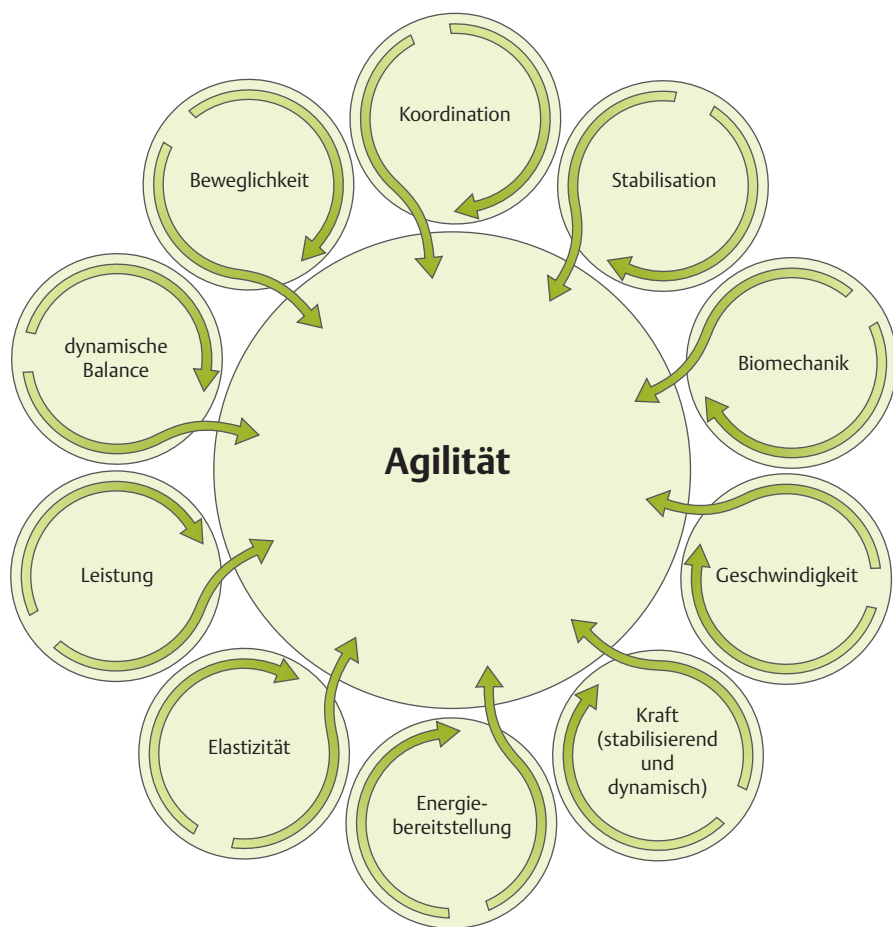 Koordination
Beweglichkeit
Stabilisation
dynamische
Balance
Biomechanik
Agilität
Leistung
Geschwindigkeit
Elastizität
Kraft
(stabilisierend
und
dynamisch)
Energie-
bereitstellung